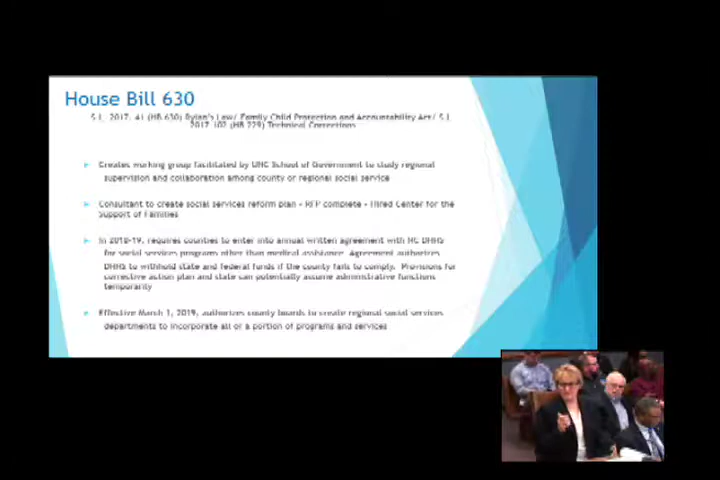 House Bill 630
S.L. 2017- 41 (HB 630) Rylan's Law/ Family Child Protection and Accountability Act/ S.L.
2017-102 (HB 229) Technical Corrections
Creates working group facilitated by UNC School of Government to study regional
supervision and collaboration among county or regional social service
Consultant to create social services reform plan - RFP complete - Hired Center for the
Support of Families
In 2018-19, requires counties to enter into annual written agreement with NC DHHS
for social services programs other than medical assistance. Agreement authorizes
DHHS to withhold state and federal funds if the county fails to comply. Provisions for
corrective action plan and state can potentially assume administrative functions
temporarily
Effective March 1, 2019, authorizes county boards to create regional social services
departments to incorporate all or a portion of programs and services